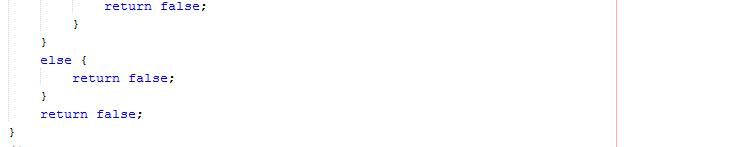 return false;
}
}
else {
return false;
}
return false;
}